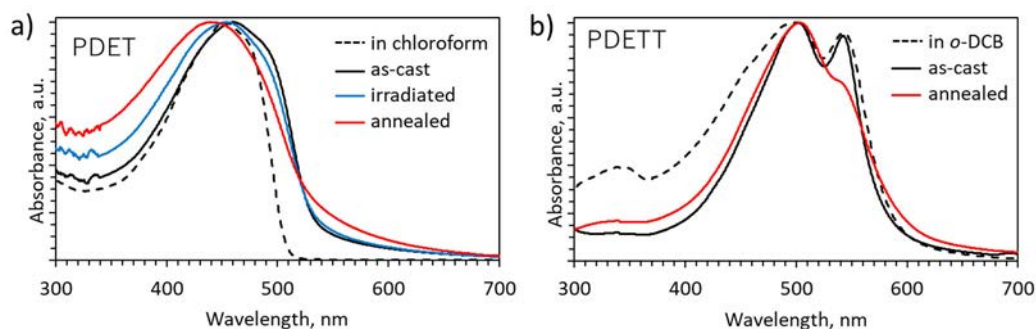 a)
PDET
in chloroform
as-cast
irradiated
annealed
Absorbance, a.u.
300 400 500 600 700
Wavelength, nm
b)
PDETT
in o-DCB
as-cast
annealed
Absorbance, a.u.
300 400 500 600 700
Wavelength, nm